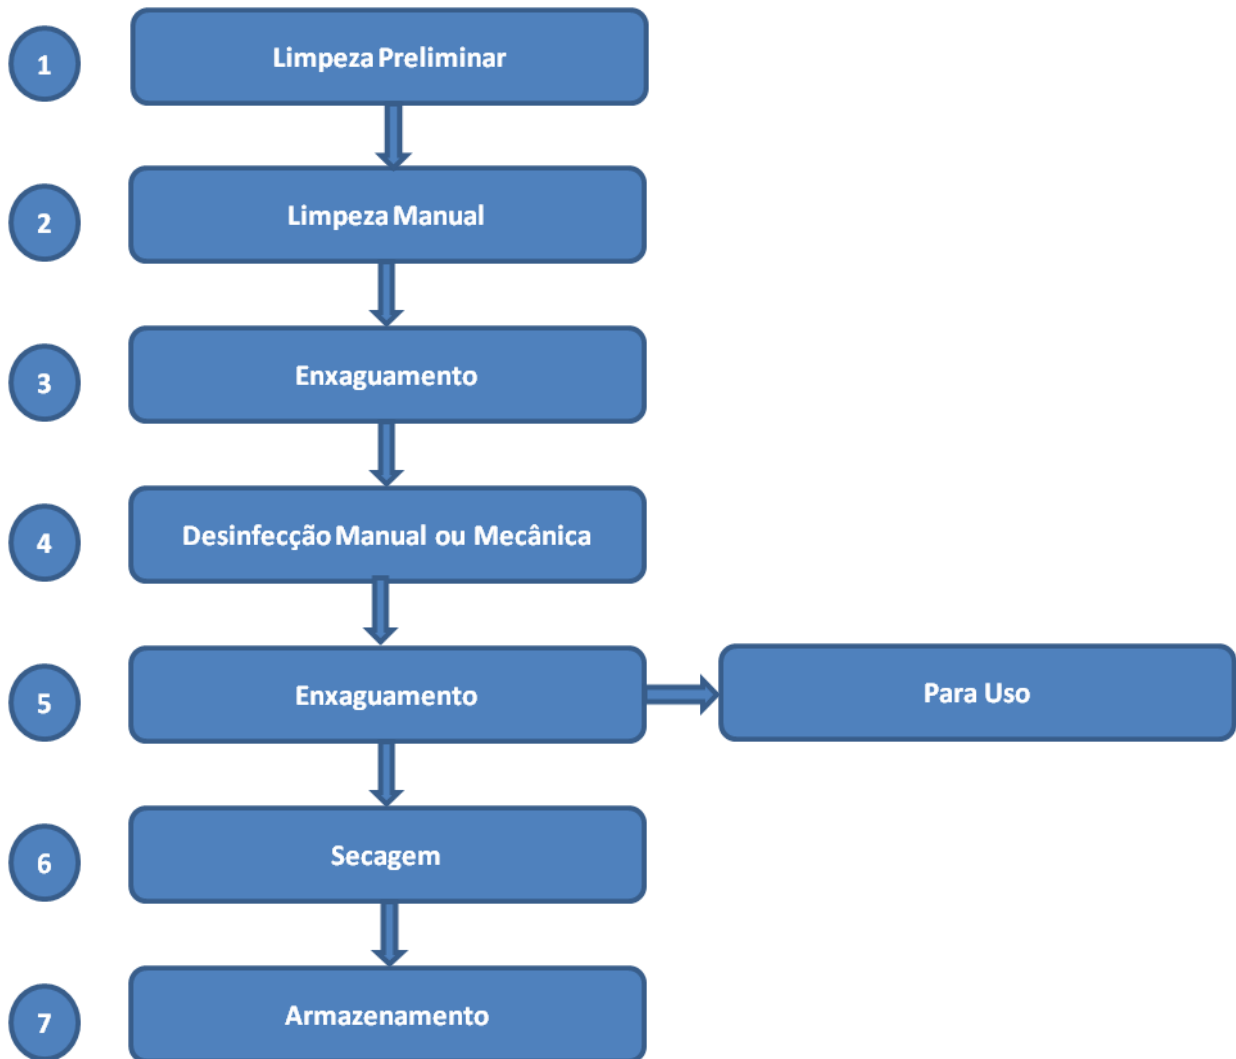 1
Limpeza Preliminar
2
Limpeza Manual
3
Enxaguamento
4
Desinfecção Manual ou Mecânica
5
Enxaguamento
Para Uso
6
Secagem
7
Armazenamento